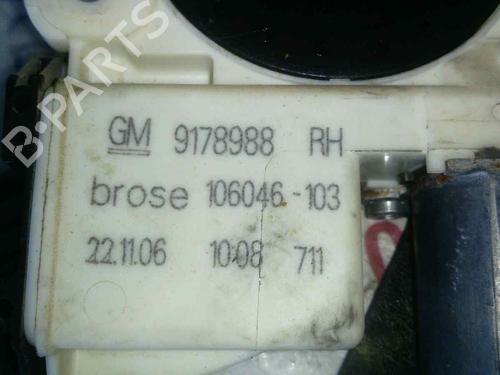 B-PARTS
GM 9178988 RH
brose 106046-103
22.11.06 10:08 711